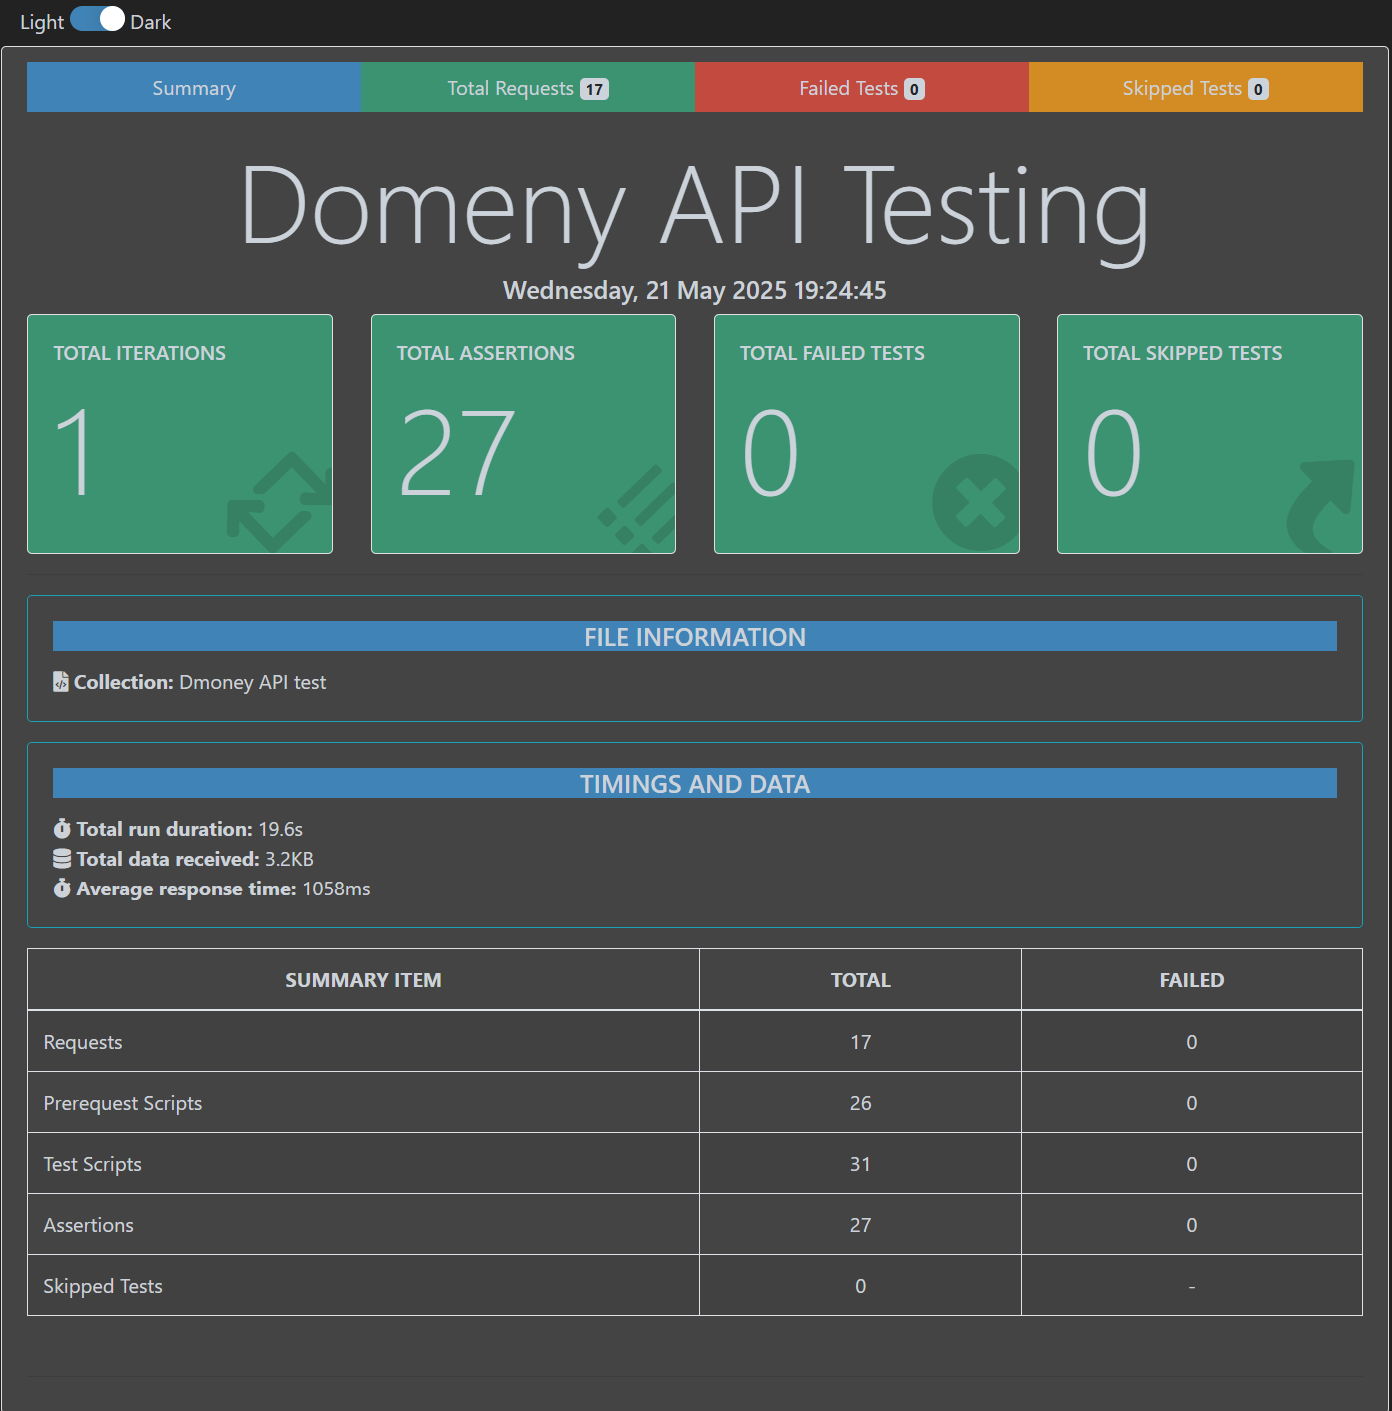 Light Dark
Summary Total Requests 17 Failed Tests 0 Skipped Tests 0
Domeny API Testing
Wednesday, 21 May 2025 19:24:45
TOTAL ITERATIONS TOTAL ASSERTIONS TOTAL FAILED TESTS TOTAL SKIPPED TESTS
1 27 0 0
FILE INFORMATION
Collection: Dmoney API test
TIMINGS AND DATA
Total run duration: 19.6s
Total data received: 3.2KB
Average response time: 1058ms
SUMMARY ITEM TOTAL FAILED
Requests 17 0
Prerequest Scripts 26 0
Test Scripts 31 0
Assertions 27 0
Skipped Tests 0 -